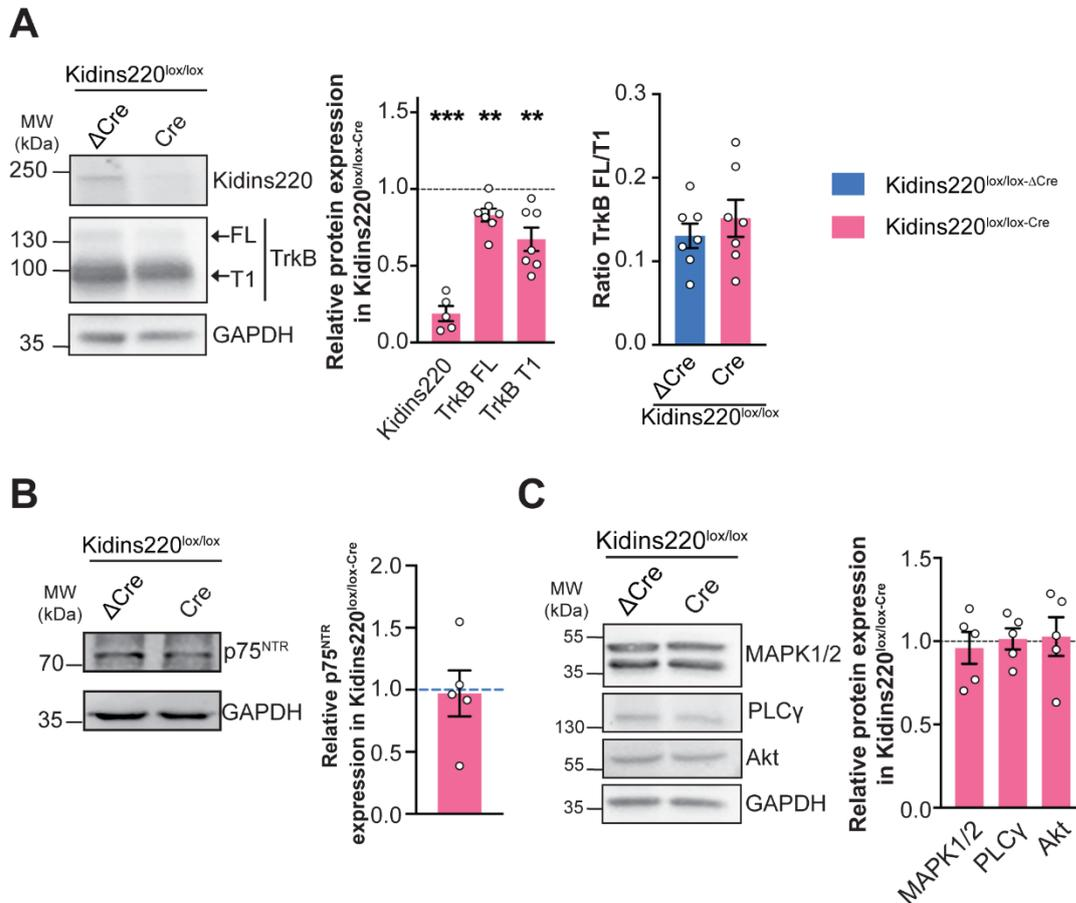 A
Kidins220lox/lox
MW
(kDa)
ΔCre
Cre
250
Kidins220
130
100
←FL
←T1
TrkB
35
GAPDH
Relative protein expression
in Kidins220lox/lox-Cre
1.5
1.0
0.5
0.0
***
**
**
Kidins220
TrkB FL
TrkB T1
Ratio TrkB FL/T1
0.3
0.2
0.1
0.0
ΔCre
Cre
Kidins220lox/lox
Kidins220lox/lox-ΔCre
Kidins220lox/lox-Cre
B
Kidins220lox/lox
MW
(kDa)
ΔCre
Cre
70
p75NTR
35
GAPDH
Relative p75NTR
expression in Kidins220lox/lox-Cre
2.0
1.5
1.0
0.5
0.0
C
Kidins220lox/lox
MW
(kDa)
ΔCre
Cre
55
35
MAPK1/2
130
PLCγ
55
Akt
35
GAPDH
Relative protein expression
in Kidins220lox/lox-Cre
1.5
1.0
0.5
0.0
MAPK1/2
PLCγ
Akt